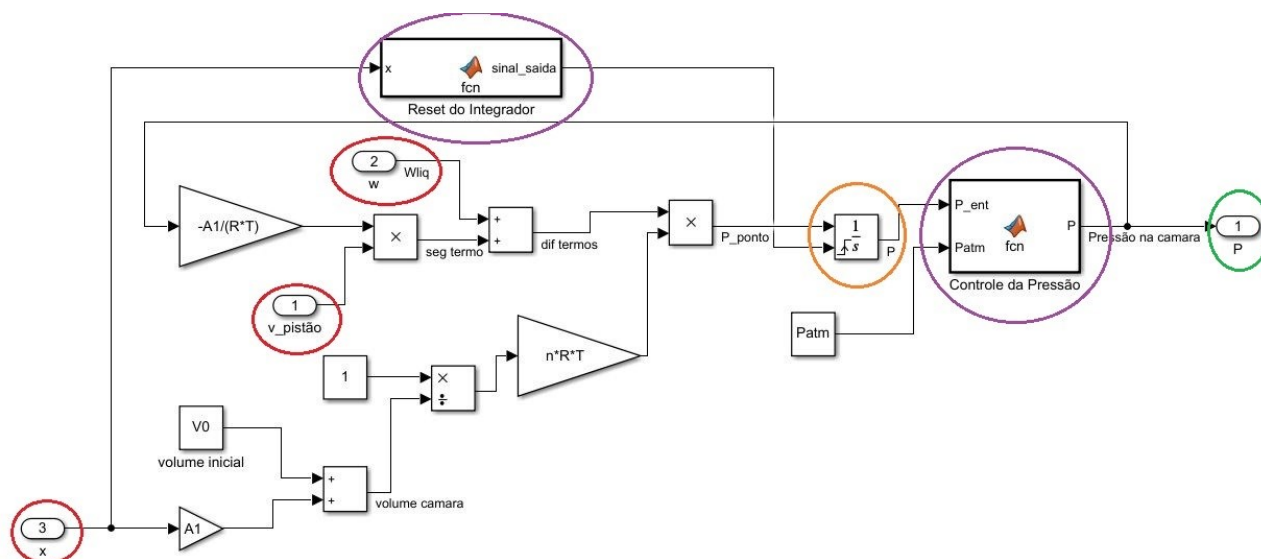 x
sinal_saida
fcn
Reset do Integrador
2
w
Wliq
-A1/(R*T)
×
seg termo
+
+
dif termos
×
P_ponto
1
s
P
P_ent
Patm
P
fcn
Controle da Pressão
Pressão na camara
1
P
1
v_pistão
Patm
n*R*T
1
×
÷
V0
volume inicial
+
+
volume camara
3
x
A1